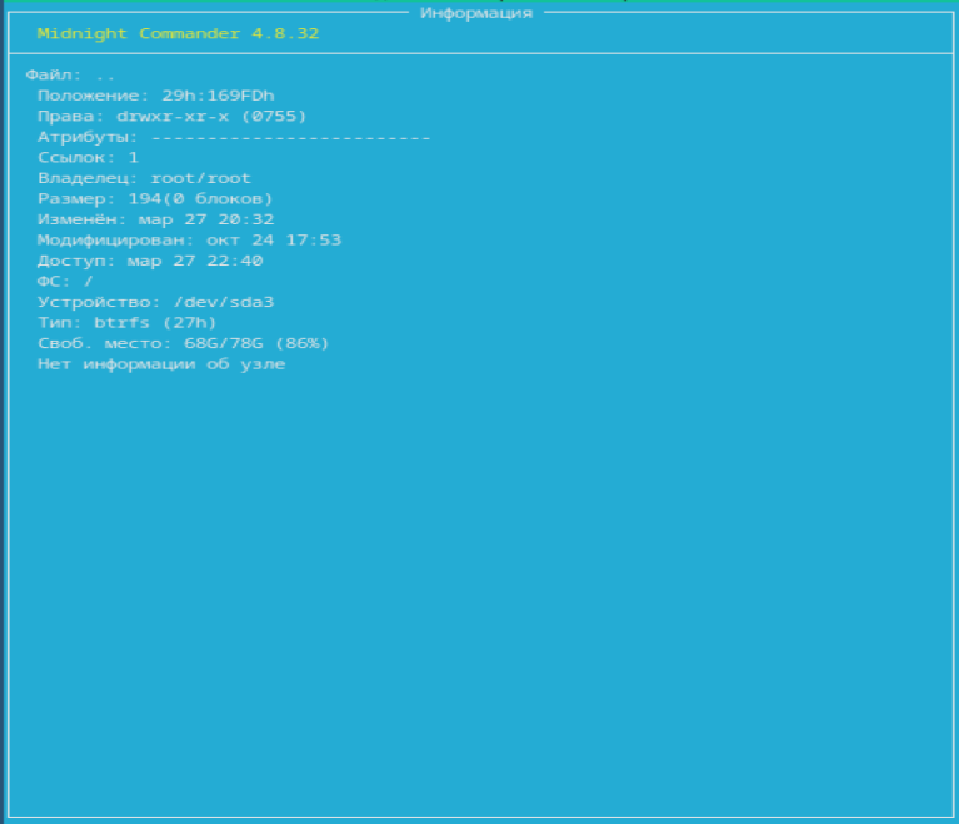 Информация
Midnight Commander 4.8.32
Файл: ..
Положение: 29h:169FDh
Права: drwxr-xr-x (0755)
Атрибуты: -------------------------
Ссылок: 1
Владелец: root/root
Размер: 194(0 блоков)
Изменён: мар 27 20:32
Модифицирован: окт 24 17:53
Доступ: мар 27 22:40
ФС: /
Устройство: /dev/sda3
Тип: btrfs (27h)
Своб. место: 68G/78G (86%)
Нет информации об узле